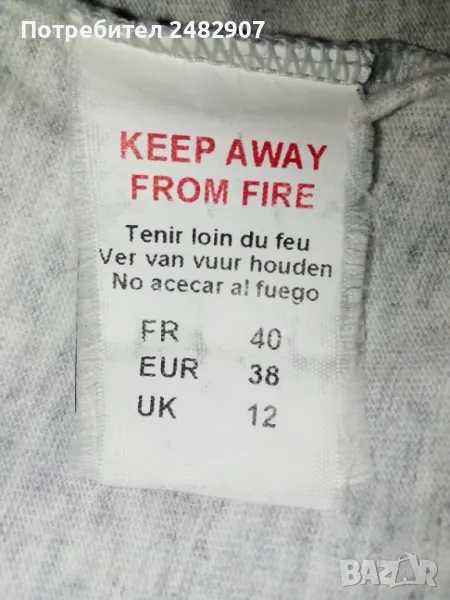 Потребител 2482907
KEEP AWAY
FROM FIRE
Tenir loin du feu
Ver van vuur houden
No acecar al fuego
FR 40
EUR 38
UK 12
BAZAR